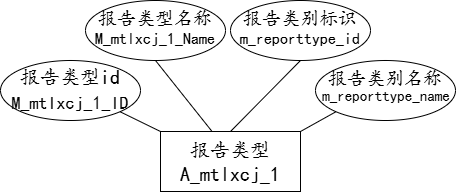 报告类型名称
M_mtlxcj_1_Name
报告类别标识
m_reporttype_id
报告类型id
M_mtlxcj_1_ID
报告类别名称
m_reporttype_name
报告类型
A_mtlxcj_1